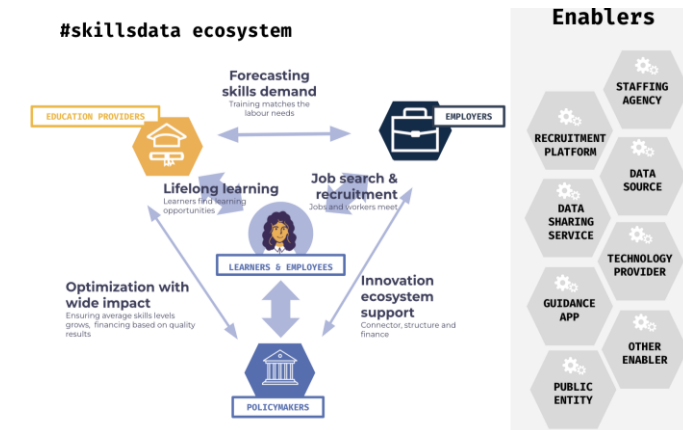 #skillsdata ecosystem
Forecasting
skills demand
Training matches the
labour needs
EDUCATION PROVIDERS
EMPLOYERS
Lifelong learning
Learners find learning
opportunities
Job search &
recruitment
Jobs and workers meet
LEARNERS & EMPLOYEES
Optimization with
wide impact
Ensuring average skills levels
grows, financing based on quality
results
Innovation
ecosystem
support
Connector, structure and
finance
POLICYMAKERS
Enablers
STAFFING
AGENCY
RECRUITMENT
PLATFORM
DATA
SOURCE
DATA
SHARING
SERVICE
TECHNOLOGY
PROVIDER
GUIDANCE
APP
OTHER
ENABLER
PUBLIC
ENTITY